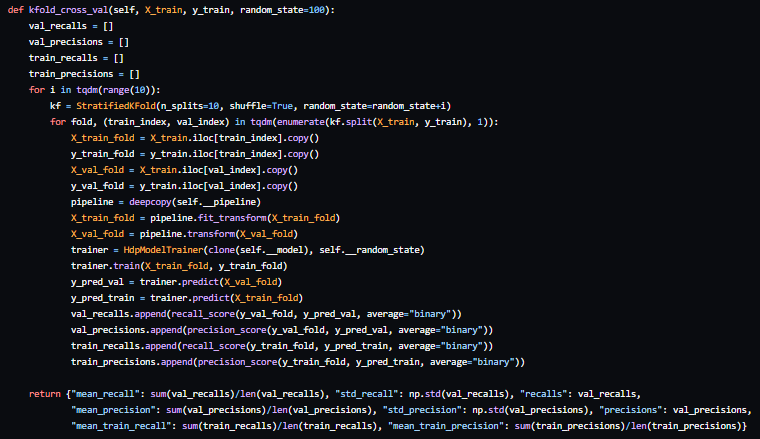 def kfold_cross_val(self, X_train, y_train, random_state=100):
    val_recalls = []
    val_precisions = []
    train_recalls = []
    train_precisions = []
    for i in tqdm(range(10)):
        kf = StratifiedKFold(n_splits=10, shuffle=True, random_state=random_state+i)
        for fold, (train_index, val_index) in tqdm(enumerate(kf.split(X_train, y_train), 1)):
            X_train_fold = X_train.iloc[train_index].copy()
            y_train_fold = y_train.iloc[train_index].copy()
            X_val_fold = X_train.iloc[val_index].copy()
            y_val_fold = y_train.iloc[val_index].copy()
            pipeline = deepcopy(self.__pipeline)
            X_train_fold = pipeline.fit_transform(X_train_fold)
            X_val_fold = pipeline.transform(X_val_fold)
            trainer = HdpModelTrainer(clone(self.__model), self.__random_state)
            trainer.train(X_train_fold, y_train_fold)
            y_pred_val = trainer.predict(X_val_fold)
            y_pred_train = trainer.predict(X_train_fold)
            val_recalls.append(recall_score(y_val_fold, y_pred_val, average="binary"))
            val_precisions.append(precision_score(y_val_fold, y_pred_val, average="binary"))
            train_recalls.append(recall_score(y_train_fold, y_pred_train, average="binary"))
            train_precisions.append(precision_score(y_train_fold, y_pred_train, average="binary"))

    return {"mean_recall": sum(val_recalls)/len(val_recalls), "std_recall": np.std(val_recalls), "recalls": val_recalls,
            "mean_precision": sum(val_precisions)/len(val_precisions), "std_precision": np.std(val_precisions), "precisions": val_precisions,
            "mean_train_recall": sum(train_recalls)/len(train_recalls), "mean_train_precision": sum(train_precisions)/len(train_precisions)}